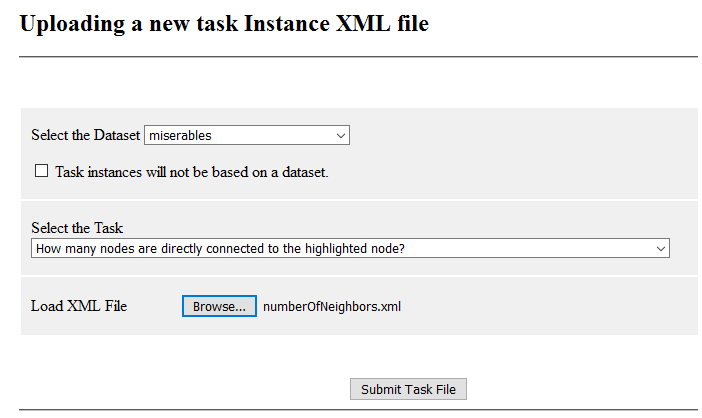 Uploading a new task Instance XML file
Select the Dataset miserables
Task instances will not be based on a dataset.
Select the Task
How many nodes are directly connected to the highlighted node?
Load XML File Browse... numberOfNeighbors.xml
Submit Task File